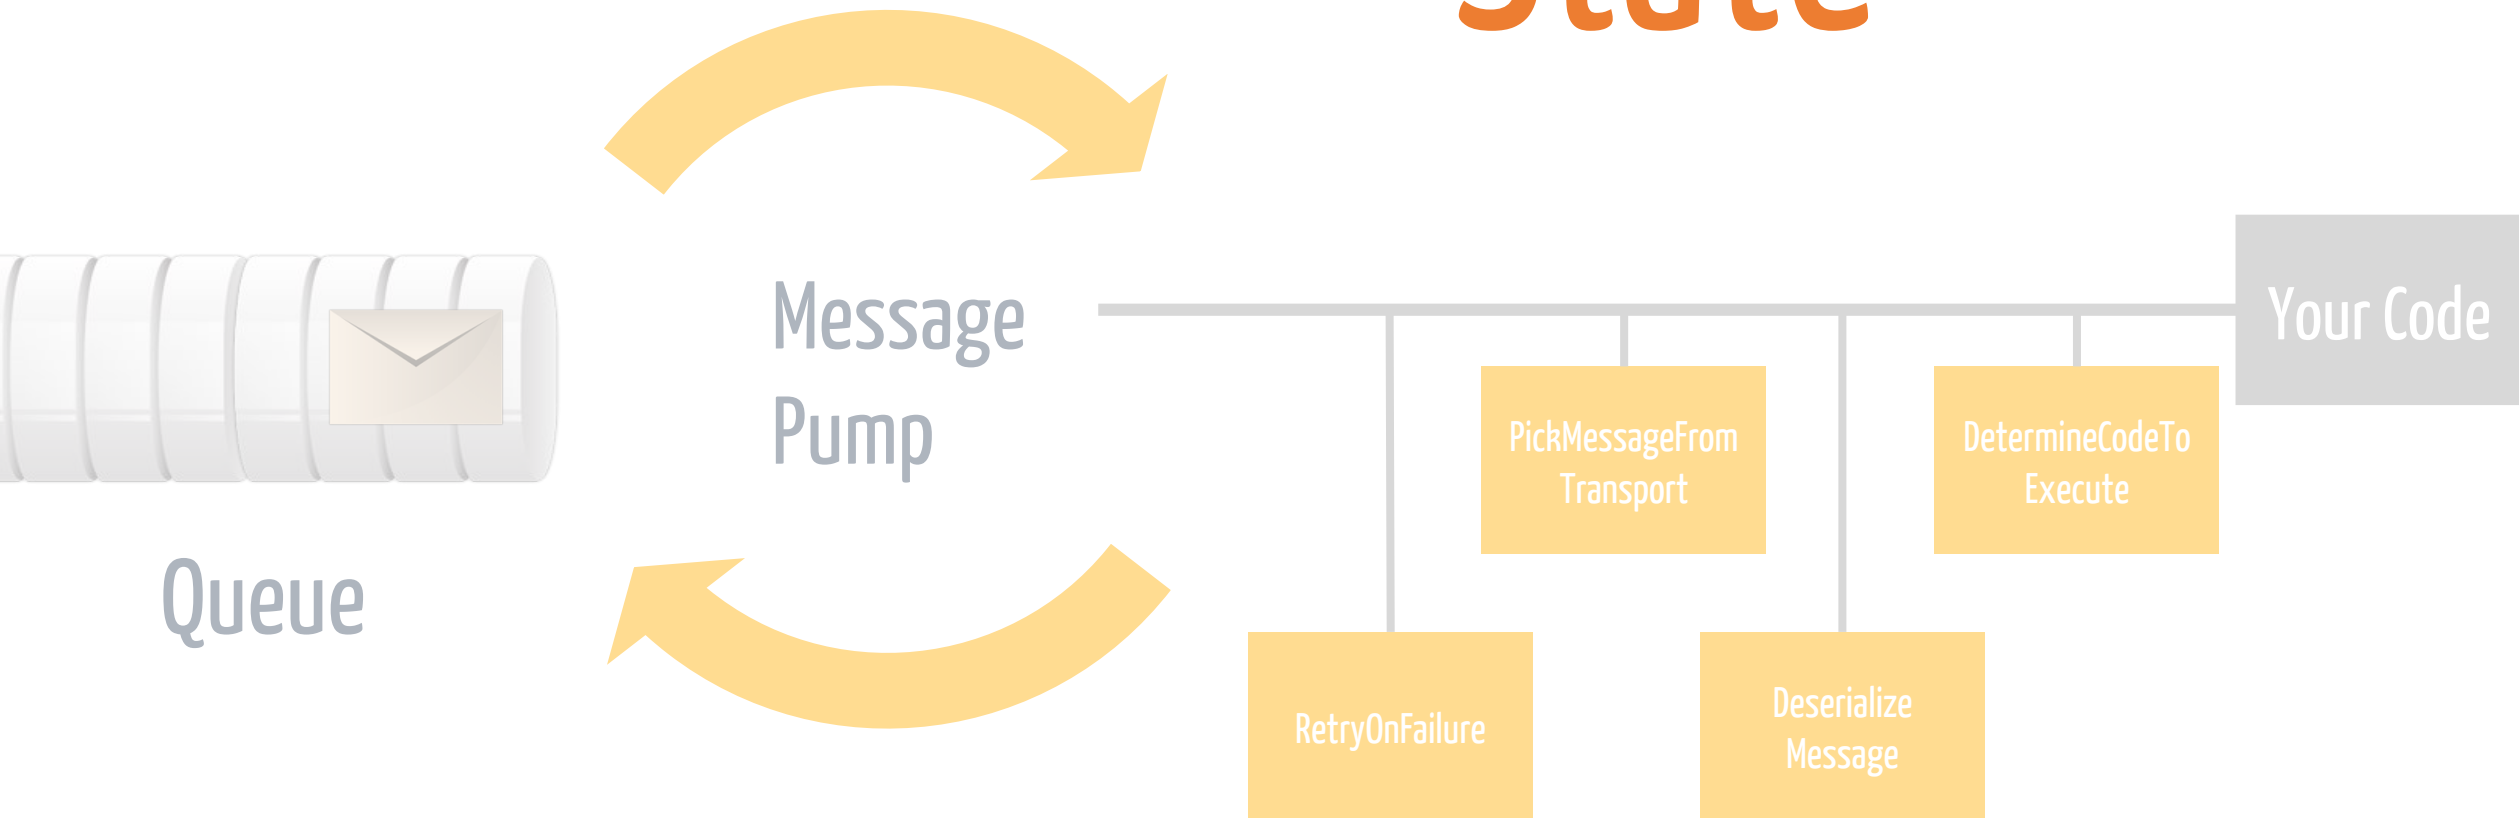 Message
Pump
Queue
Your Code
PickMessageFrom
Transport
DetermineCodeTo
Execute
RetryOnFailure
Deserialize
Message